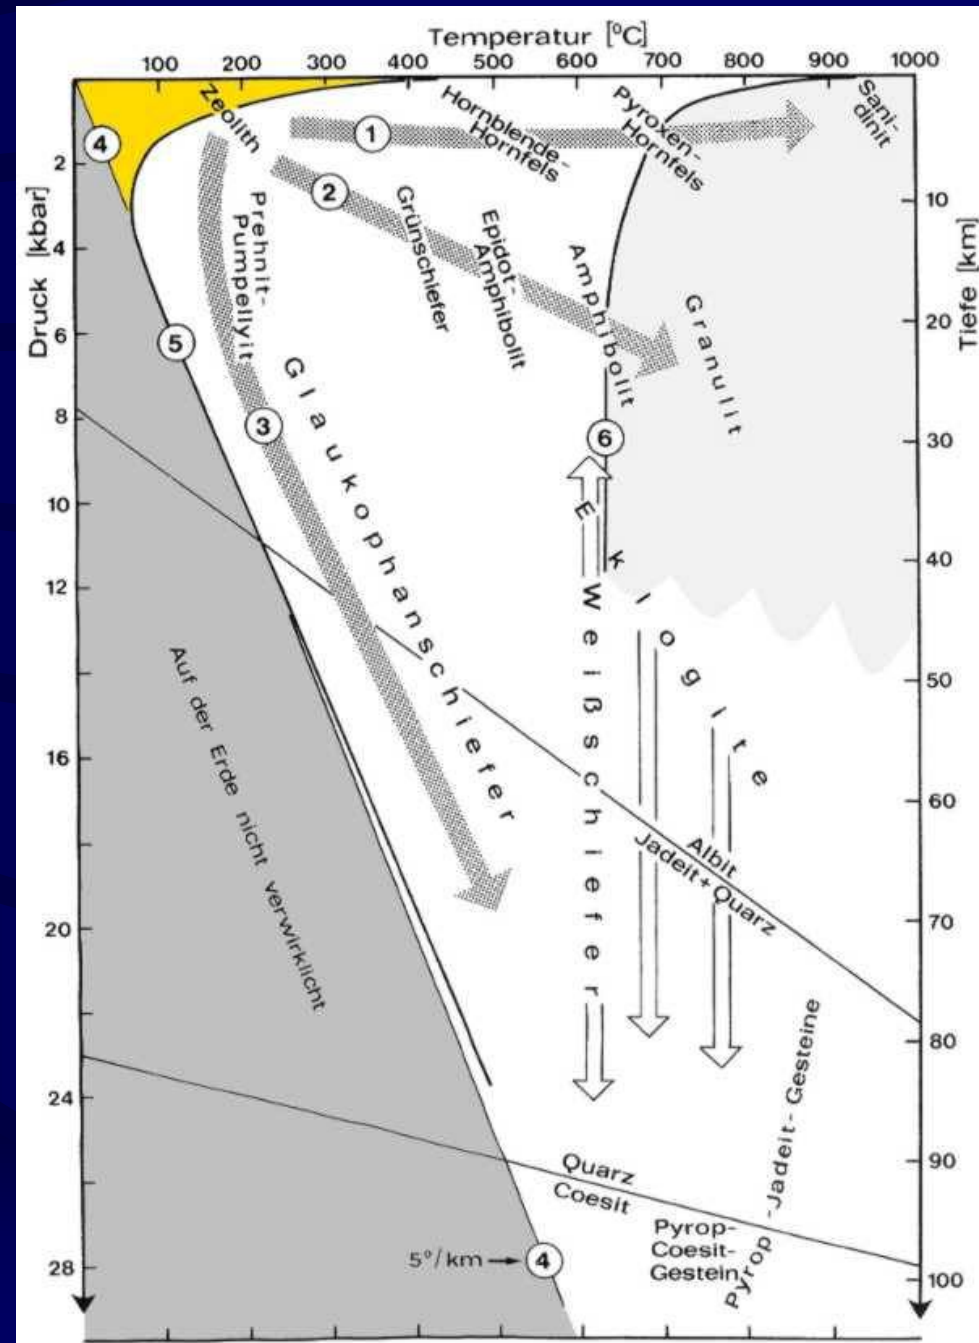 Temperatur [°C]
100 200 300 400 500 600 700 800 900 1000
Druck [kbar]
2
4
6
8
10
12
16
20
24
28
Tiefe [km]
10
20
30
40
50
60
70
80
90
100
Zeolith
4
1
Hornblende-
Hornfels
Pyroxen-
Hornfels
Sani-
dinit
2
Prehnit-
Pumpellyit
Grünschiefer
Epidot-
Amphibolit
Amphibolit
Granulit
5
3
Glaukophanschiefer
6
Eklogite
Weißschiefer
Auf der Erde nicht verwirklicht
Albit
Jadeit+Quarz
Quarz
Coesit
Pyrop-
Coesit-
Gestein
Pyrop-Jadeit-Gesteine
5°/km
4